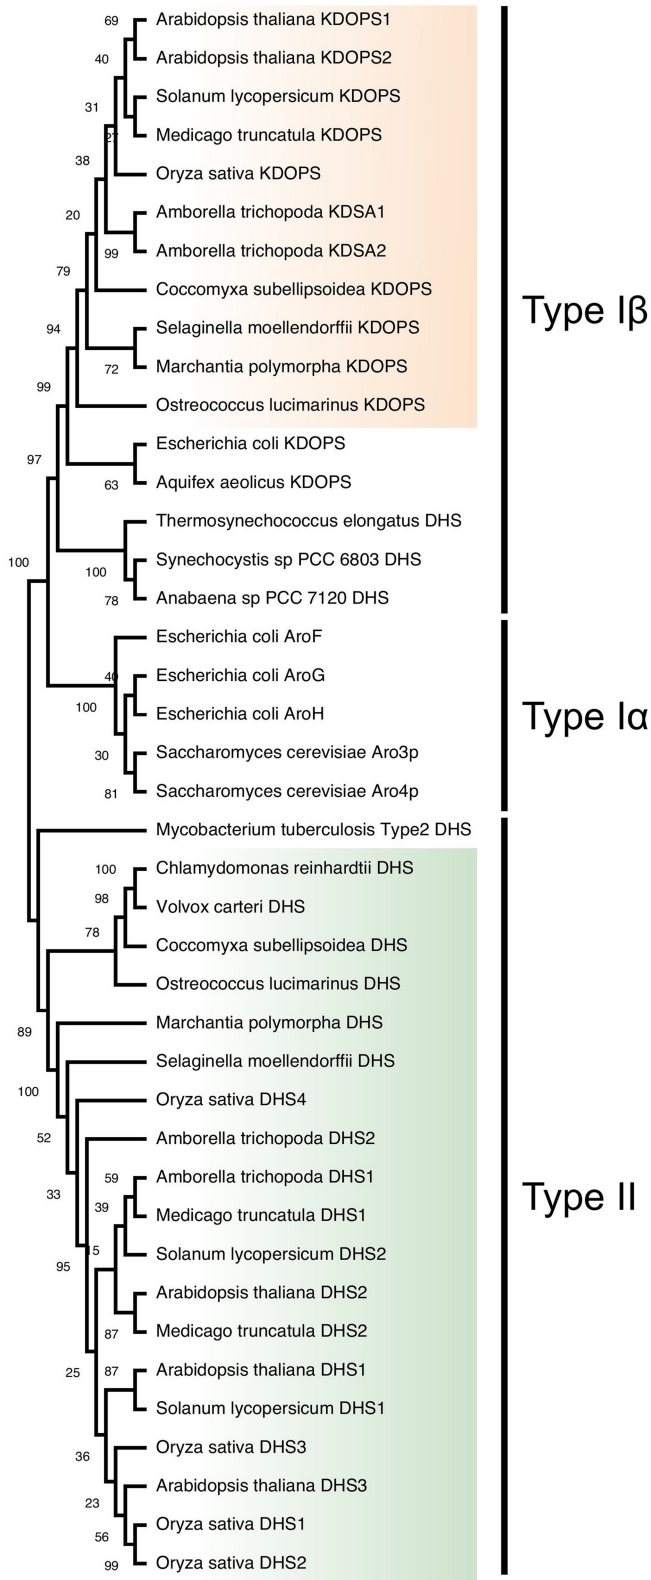 69
Arabidopsis thaliana KDOPS1
40
Arabidopsis thaliana KDOPS2
31
Solanum lycopersicum KDOPS
27
Medicago truncatula KDOPS
38
Oryza sativa KDOPS
20
Amborella trichopoda KDSA1
99
Amborella trichopoda KDSA2
79
Coccomyxa subellipsoidea KDOPS
Type Iβ
94
Selaginella moellendorffii KDOPS
72
Marchantia polymorpha KDOPS
99
Ostreococcus lucimarinus KDOPS
Escherichia coli KDOPS
97
63
Aquifex aeolicus KDOPS
Thermosynechococcus elongatus DHS
100
Synechocystis sp PCC 6803 DHS
100
78
Anabaena sp PCC 7120 DHS
Escherichia coli AroF
40
Escherichia coli AroG
100
Escherichia coli AroH
Type Iα
30
Saccharomyces cerevisiae Aro3p
81
Saccharomyces cerevisiae Aro4p
Mycobacterium tuberculosis Type2 DHS
100
Chlamydomonas reinhardtii DHS
98
Volvox carteri DHS
78
Coccomyxa subellipsoidea DHS
Ostreococcus lucimarinus DHS
89
Marchantia polymorpha DHS
Selaginella moellendorffii DHS
100
Oryza sativa DHS4
52
Amborella trichopoda DHS2
59
Amborella trichopoda DHS1
33
39
Medicago truncatula DHS1
Type II
15
Solanum lycopersicum DHS2
95
Arabidopsis thaliana DHS2
87
Medicago truncatula DHS2
25
87
Arabidopsis thaliana DHS1
Solanum lycopersicum DHS1
36
Oryza sativa DHS3
23
Arabidopsis thaliana DHS3
56
Oryza sativa DHS1
99
Oryza sativa DHS2